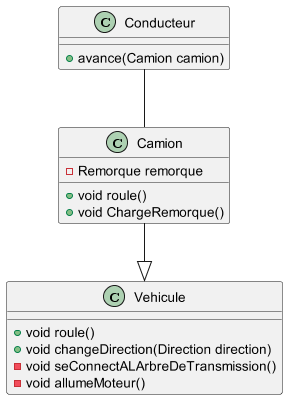 C Conducteur
avance(Camion camion)
C Camion
Remorque remorque
void roule()
void ChargeRemorque()
C Vehicule
void roule()
void changeDirection(Direction direction)
void seConnectALArbreDeTransmission()
void allumeMoteur()